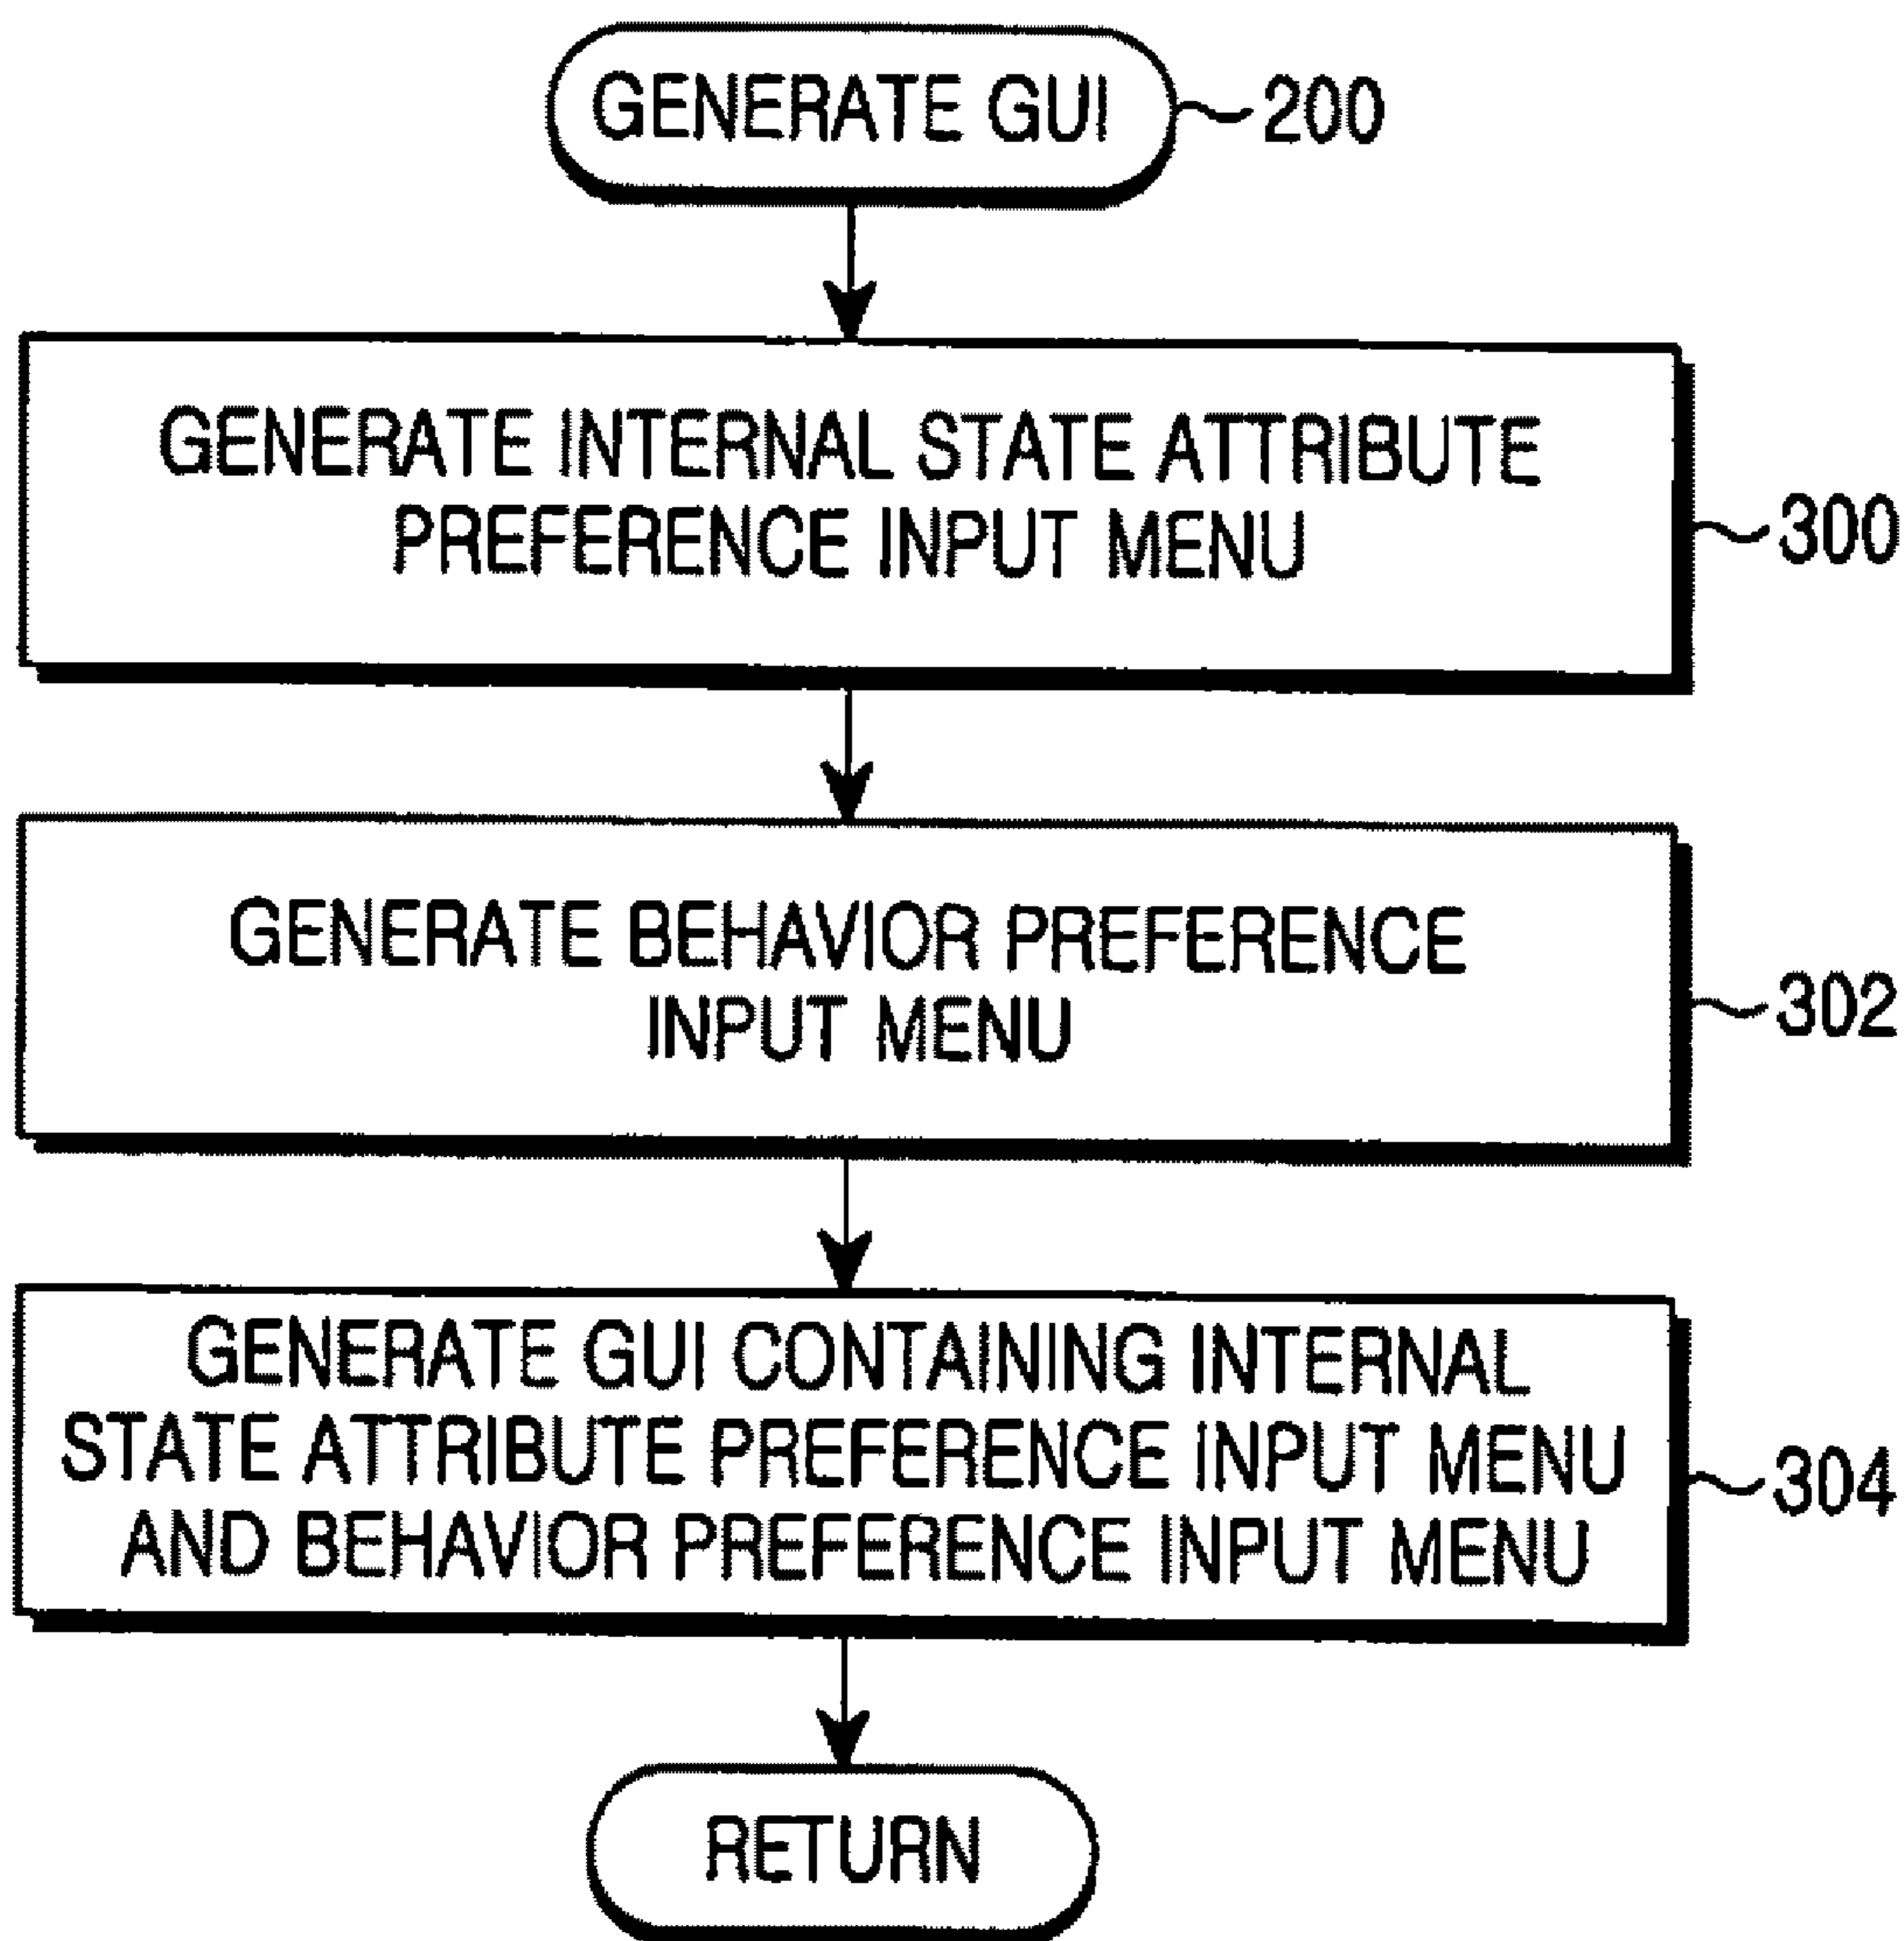 GENERATE GUI
200
GENERATE INTERNAL STATE ATTRIBUTE
PREFERENCE INPUT MENU
300
GENERATE BEHAVIOR PREFERENCE
INPUT MENU
302
GENERATE GUI CONTAINING INTERNAL
STATE ATTRIBUTE PREFERENCE INPUT MENU
AND BEHAVIOR PREFERENCE INPUT MENU
304
RETURN